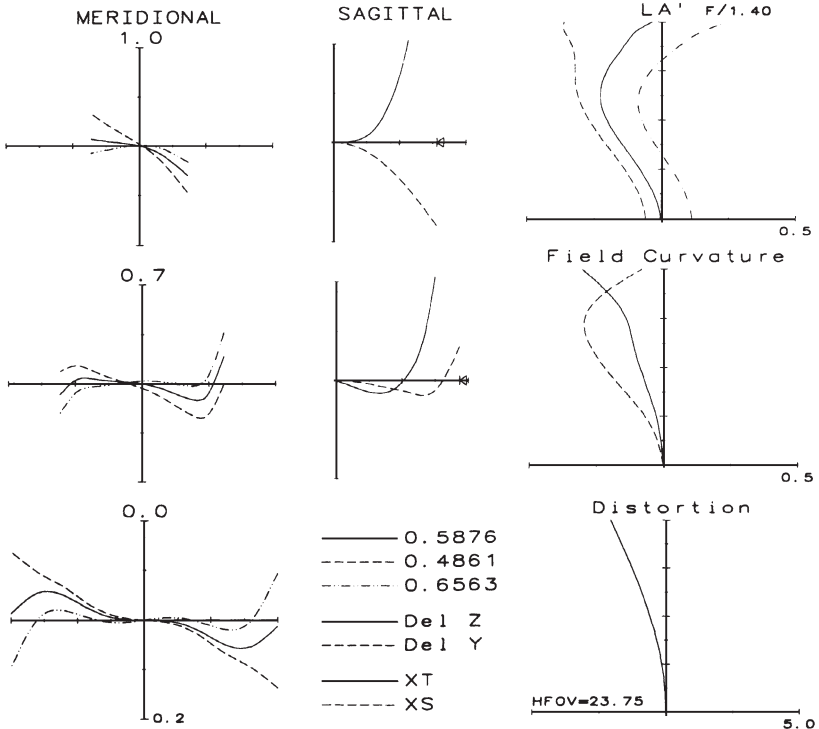 MERIDIONAL
1.0
SAGITTAL
LA' F/1.40
0.5
0.7
Field Curvature
0.5
0.0
0.2
0.5876
0.4861
0.6563
Del Z
Del Y
XT
XS
Distortion
HFOV=23.75
5.0